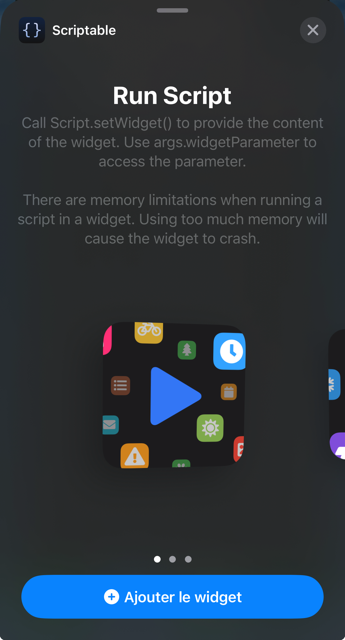 { } Scriptable
Run Script
Call Script.setWidget() to provide the content
of the widget. Use args.widgetParameter to
access the parameter.
There are memory limitations when running a
script in a widget. Using too much memory will
cause the widget to crash.
Ajouter le widget